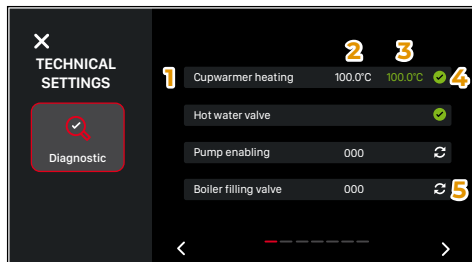 2 3
TECHNICAL
SETTINGS
Diagnostic
1 Cupwarmer heating 100.0°C 100.0°C 4
Hot water valve
Pump enabling 000
Boiler filling valve 000 5